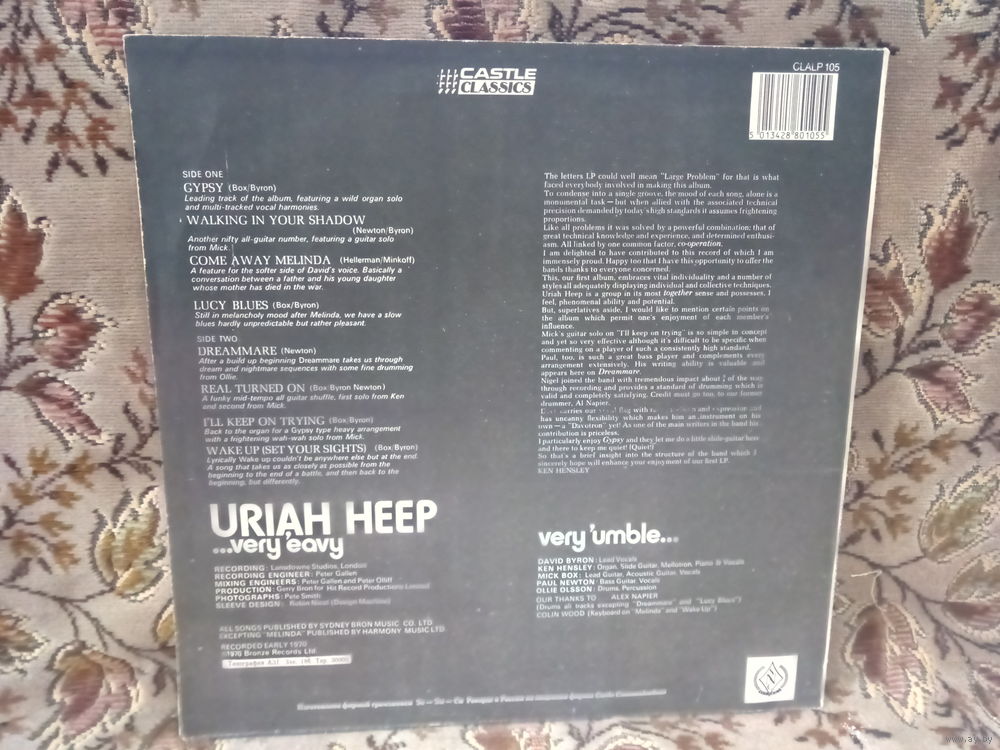 CASTLE
CLASSICS
CLALP 105
5 013428 801055
SIDE ONE
GYPSY (Box/Byron)
Leading track of the album, featuring a wild organ solo
and multi-tracked vocal harmonies.
WALKING IN YOUR SHADOW
(Newton/Byron)
Another nifty all-guitar number, featuring a guitar solo
from Mick.
COME AWAY MELINDA (Hellerman/Minkoff)
A feature for the softer side of David's voice. Basically a
conversation between a father and his young daughter
whose mother has died in the war.
LUCY BLUES (Box/Byron)
Still in melancholy mood after Melinda, we have a slow
blues hardly unpredictable but rather pleasant.
SIDE TWO
DREAMMARE (Newton)
After a build up beginning Dreammare takes us through
dream and nightmare sequences with some fine drumming
from Ollie.
REAL TURNED ON (Box Byron Newton)
A funky mid-tempo all guitar shuffle, first solo from Ken
and second from Mick.
I'LL KEEP ON TRYING (Box/Byron)
Back to the organ for a Gypsy type heavy arrangement
with a frightening wah-wah solo from Mick.
WAKE UP (SET YOUR SIGHTS) (Box/Byron)
Lyrically Wake up couldn't be anywhere else but at the end.
A song that takes us as closely as possible from the
beginning to the end of a battle, and then back to the
beginning, but differently.
The letters LP could well mean "Large Problem" for that is what
faced everybody involved in making this album.
To condense into a single groove, the mood of each song, alone is a
monumental task — but when allied with the associated technical
precision demanded by today's high standards it assumes frightening
proportions.
Like all problems it was solved by a powerful combination; that of
great technical knowledge and experience, and determined enthusi-
asm. All linked by one common factor, co-operation.
I am delighted to have contributed to this record of which I am
immensely proud. Happy too that I have this opportunity to offer the
bands thanks to everyone concerned.
This, our first album, embraces vital individuality and a number of
styles all adequately displaying individual and collective techniques.
Uriah Heep is a group in its most together sense and possesses, I
feel, phenomenal ability and potential.
But, superlatives aside, I would like to mention certain points on
the album which permit one's enjoyment of each member's
influence.
Mick's guitar solo on "I'll keep on trying" is so simple in concept
and yet so very effective although it's difficult to be specific when
commenting on a player of such a consistently high standard.
Paul, too, is such a great bass player and complements every
arrangement extensively. His writing ability is valuable and
appears here on Dreammare.
Nigel joined the band with tremendous impact about of the way
through recording and provides a standard of drumming which is
valid and completely satisfying. Credit must go too, to our former
drummer, Al Napier.
carries our flag with and expression and
has uncanny flexibility which makes him an instrument on his
own — a "Davotron" yet! As one of the main writers in the band his
contribution is priceless.
I particularly enjoy Gypsy and they let me do a little slide-guitar here
and there to keep me quiet! (Quiet!)
So that's a brief insight into the structure of the band which I
sincerely hope will enhance your enjoyment of our first LP.
KEN HENSLEY
URIAH HEEP
...very 'eavy
very 'umble...
RECORDING: Lansdowne Studios, London
RECORDING ENGINEER: Peter Gallen
MIXING ENGINEERS: Peter Gallen and Peter Olliff
PRODUCTION: Gerry Bron for Hit Record Productions Limited
PHOTOGRAPHS: Pete Smith
SLEEVE DESIGN: Robin Nicol (Design Machine)
ALL SONGS PUBLISHED BY SYDNEY BRON MUSIC CO. LTD
EXCEPTING "MELINDA" PUBLISHED BY HARMONY MUSIC LTD
RECORDED EARLY 1970
©1970 Bronze Records Ltd.
DAVID BYRON: Lead Vocals
KEN HENSLEY: Organ, Slide Guitar, Mellotron, Piano & Vocals
MICK BOX: Lead Guitar, Acoustic Guitar, Vocals
PAUL NEWTON: Bass Guitar, Vocals
OLLIE OLSSON: Drums, Percussion
OUR THANKS TO ALEX NAPIER
(Drums all tracks excepting "Dreammare" and "Lucy Blues")
COLIN WOOD (Keyboard on "Melinda" and "Wake Up")
www.ay.by